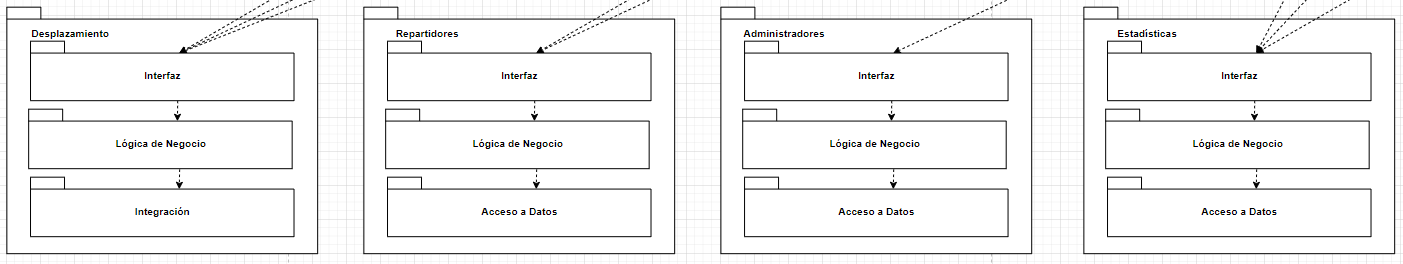 Desplazamiento
Interfaz
Lógica de Negocio
Integración
Repartidores
Interfaz
Lógica de Negocio
Acceso a Datos
Administradores
Interfaz
Lógica de Negocio
Acceso a Datos
Estadísticas
Interfaz
Lógica de Negocio
Acceso a Datos